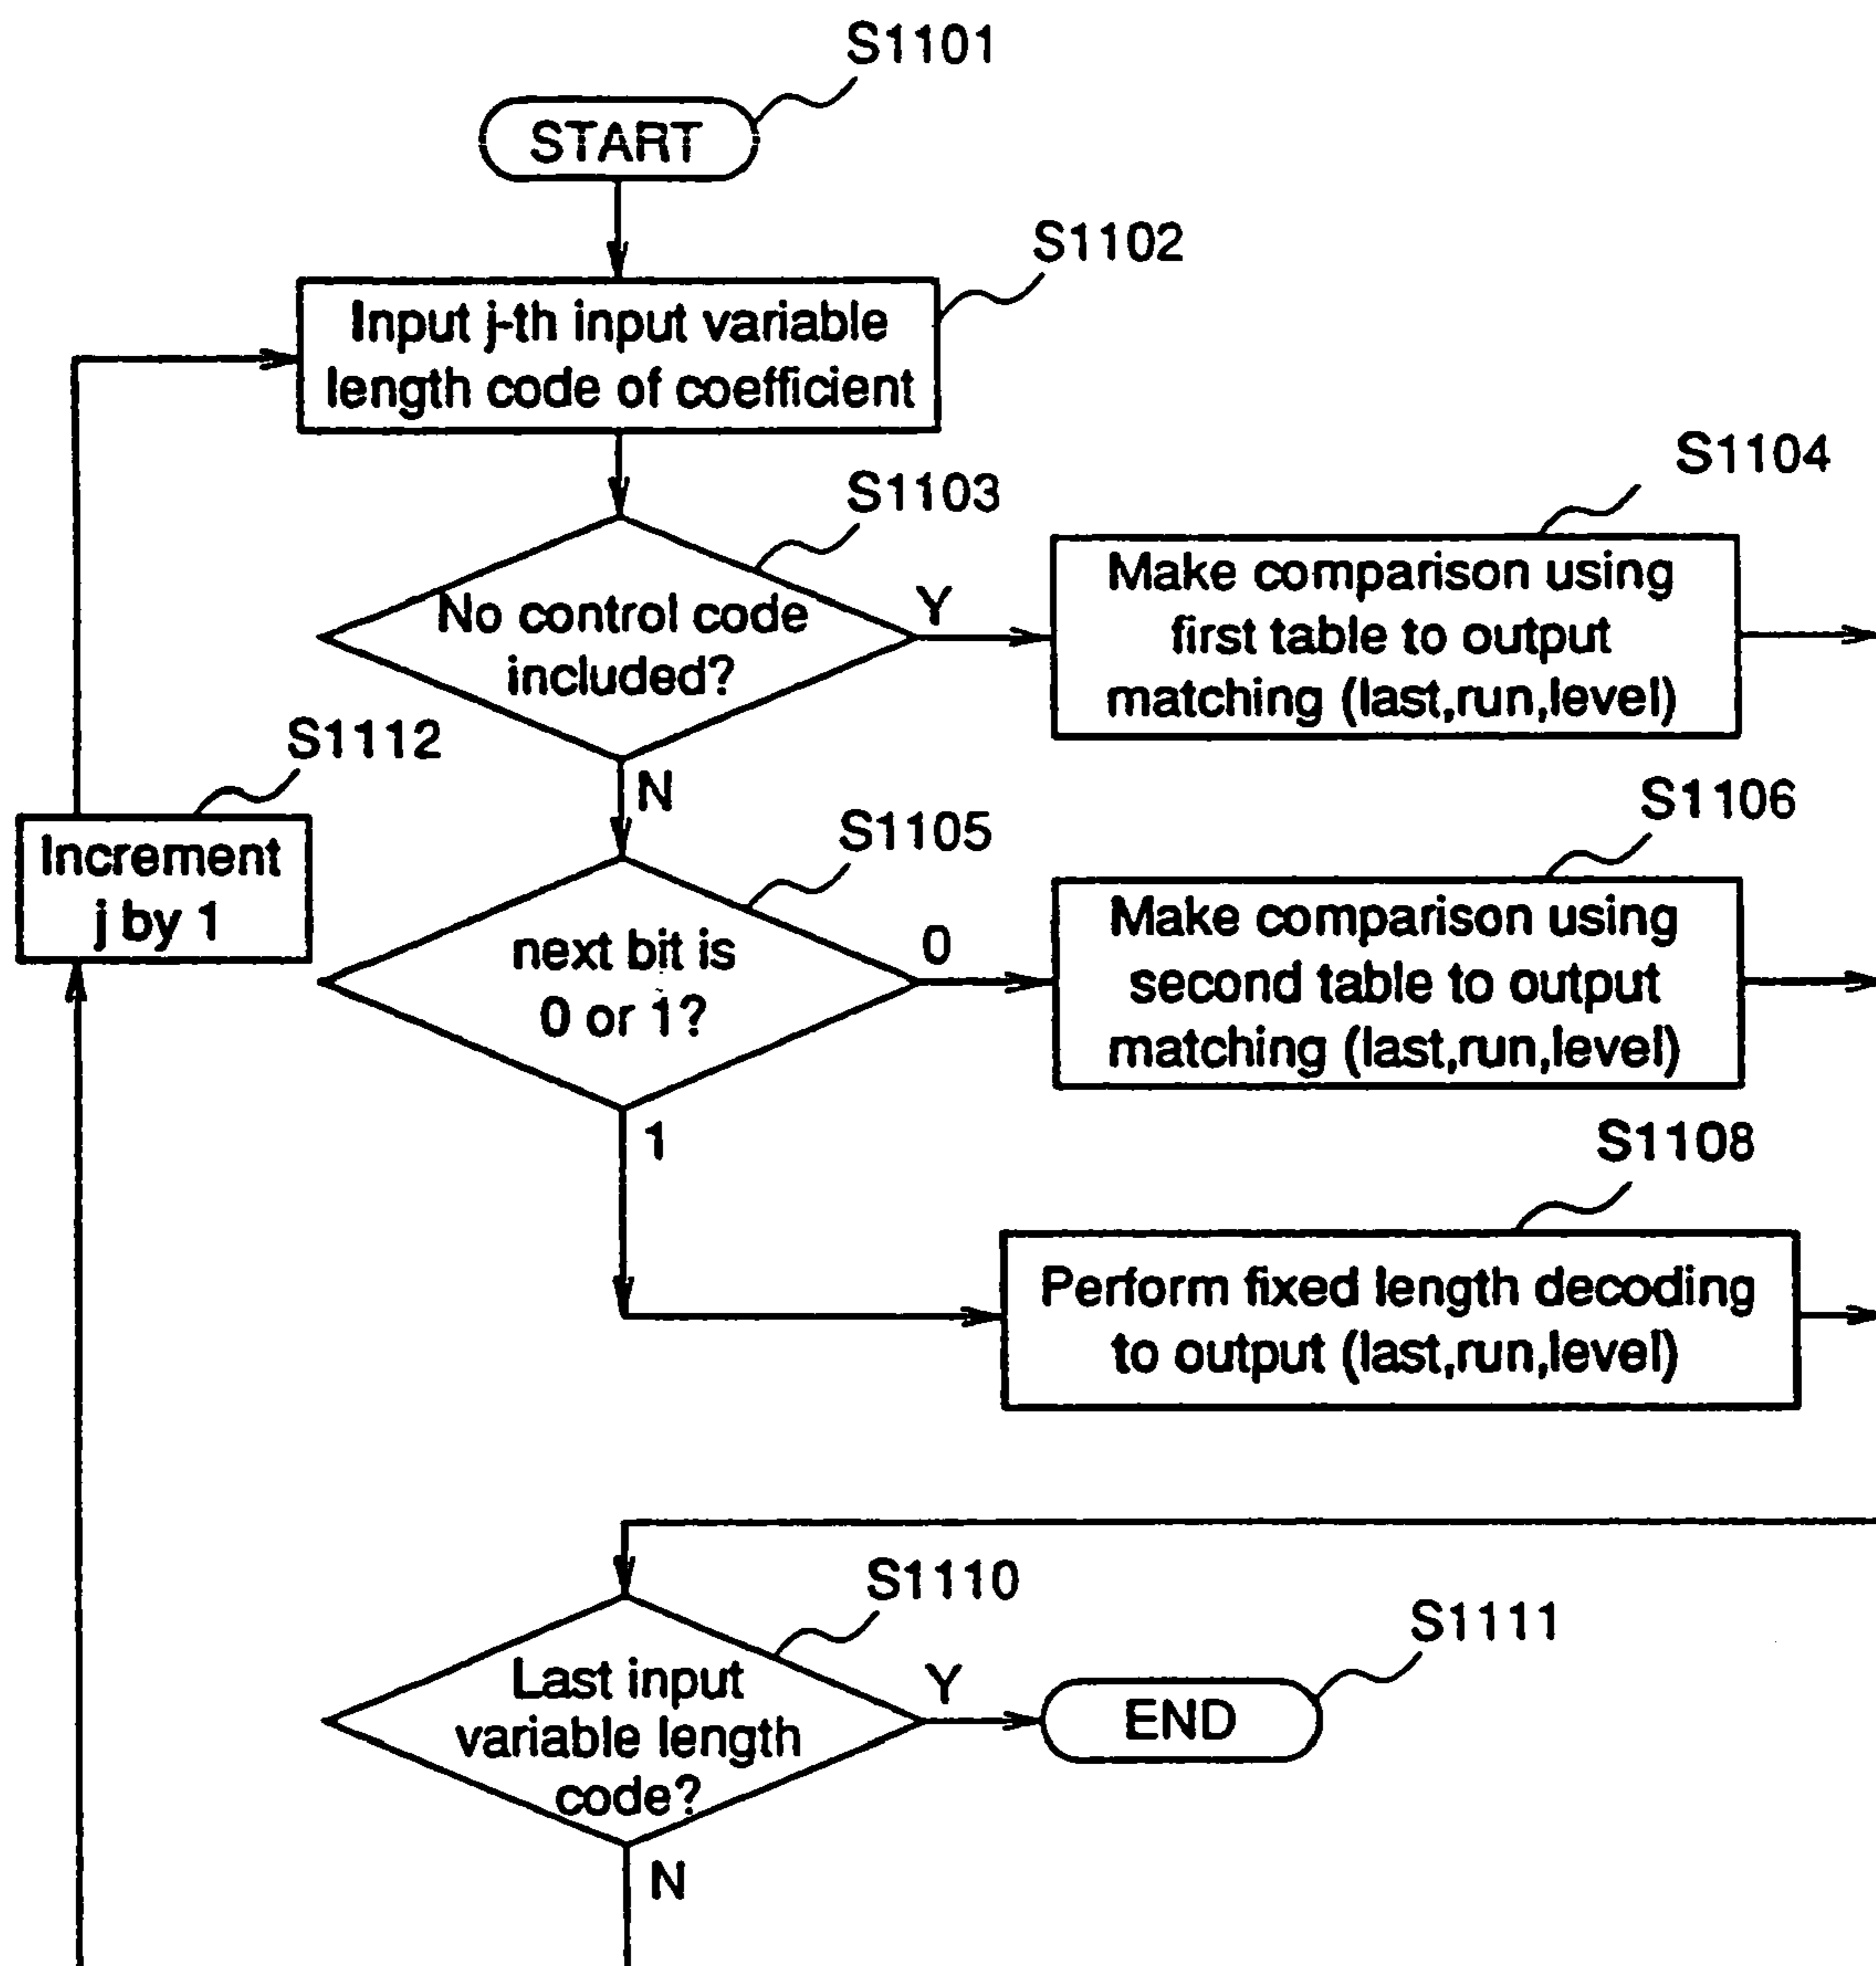 S1101
START
S1102
Input j-th input variable
length code of coefficient
S1103
No control code
included?
Y
N
S1104
Make comparison using
first table to output
matching (last,run,level)
S1112
Increment
j by 1
S1105
next bit is
0 or 1?
0
1
S1106
Make comparison using
second table to output
matching (last,run,level)
S1108
Perform fixed length decoding
to output (last,run,level)
S1110
Last input
variable length
code?
Y
N
S1111
END